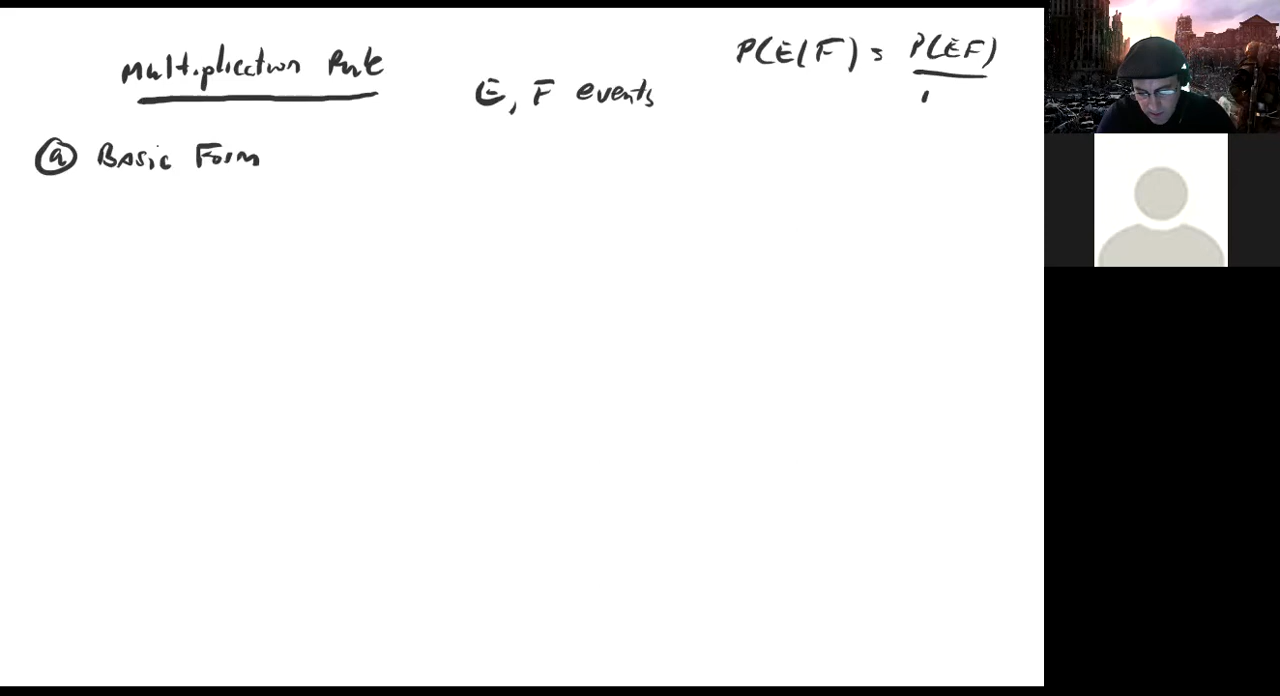 Multiplication Rule
E, F events
P(E|F) = P(EF)
ⓐ Basic Form